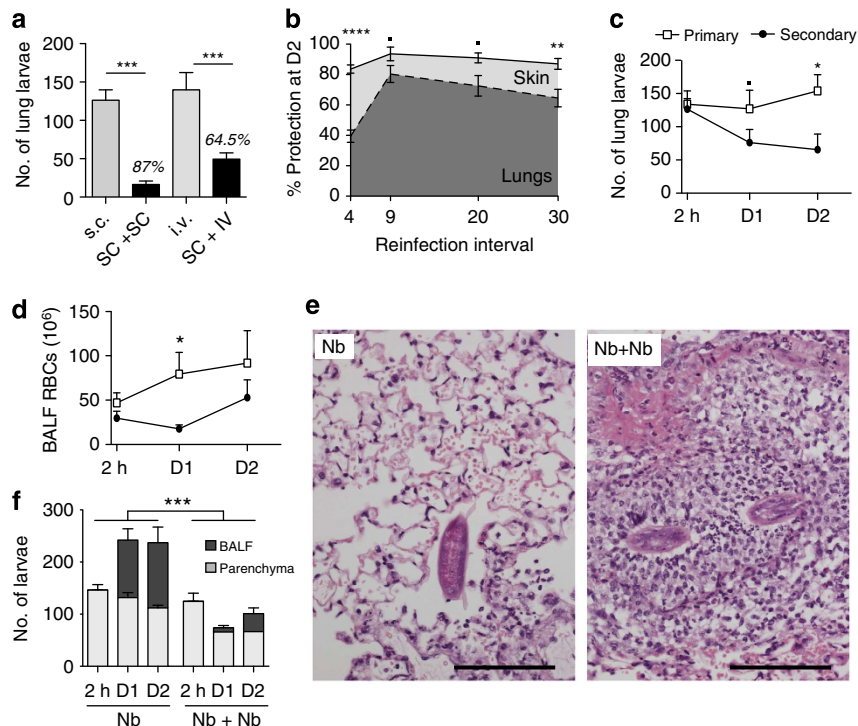 a
No. of lung larvae
200
150
100
50
0
***
***
87%
64.5%
s.c.
SC +SC
i.v.
SC + IV
b
% Protection at D2
100
80
60
40
20
0
****
**
Skin
Lungs
4 9 20 30
Reinfection interval
c
Primary Secondary
No. of lung larvae
200
150
100
50
0
*
2 h D1 D2
d
BALF RBCs (10⁶)
150
100
50
0
*
2 h D1 D2
e
Nb
Nb+Nb
f
No. of larvae
300
200
100
0
***
BALF
Parenchyma
2 h D1 D2 2 h D1 D2
Nb Nb + Nb